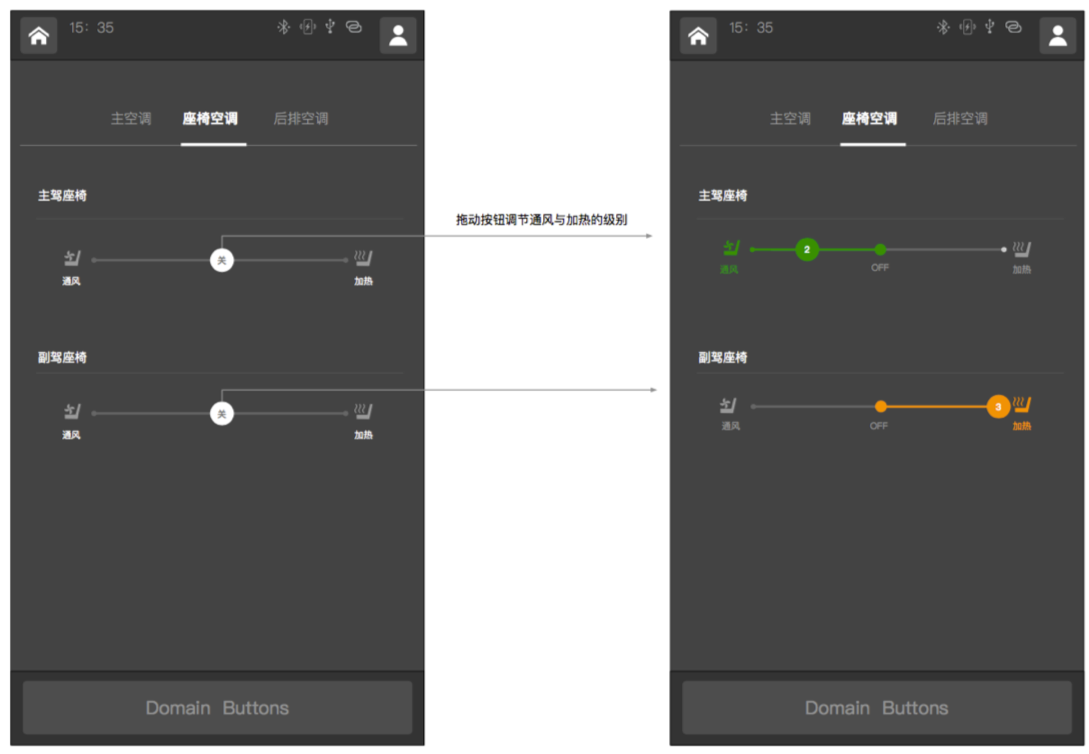 15: 35
主空调 座椅空调 后排空调
主驾座椅
关
通风 加热
副驾座椅
关
通风 加热
Domain Buttons
拖动按钮调节通风与加热的级别
15: 35
主空调 座椅空调 后排空调
主驾座椅
2
通风 OFF 加热
副驾座椅
3
通风 OFF 加热
Domain Buttons